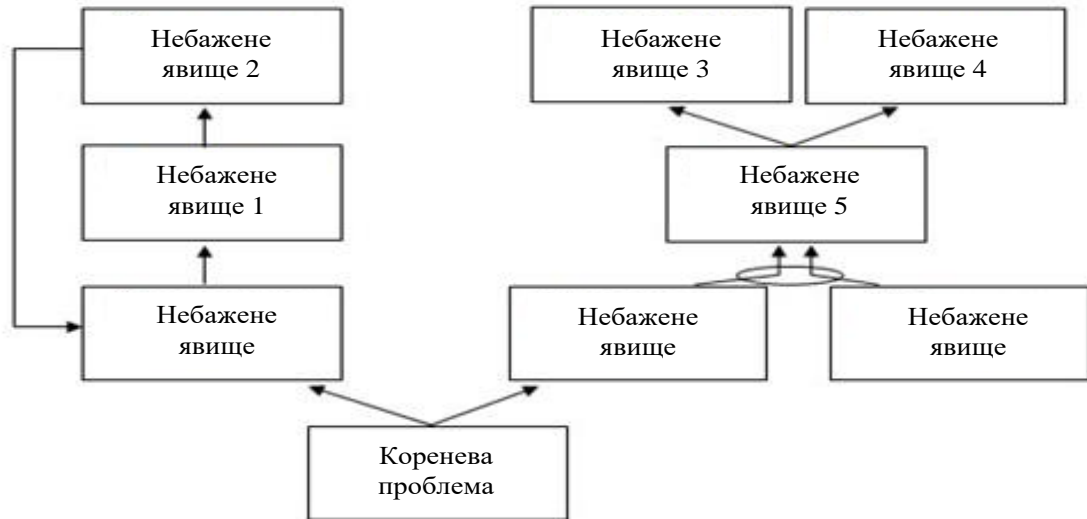 Небажене
явище 2
Небажене
явище 3
Небажене
явище 4
Небажене
явище 1
Небажене
явище 5
Небажене
явище
Небажене
явище
Небажене
явище
Коренева
проблема